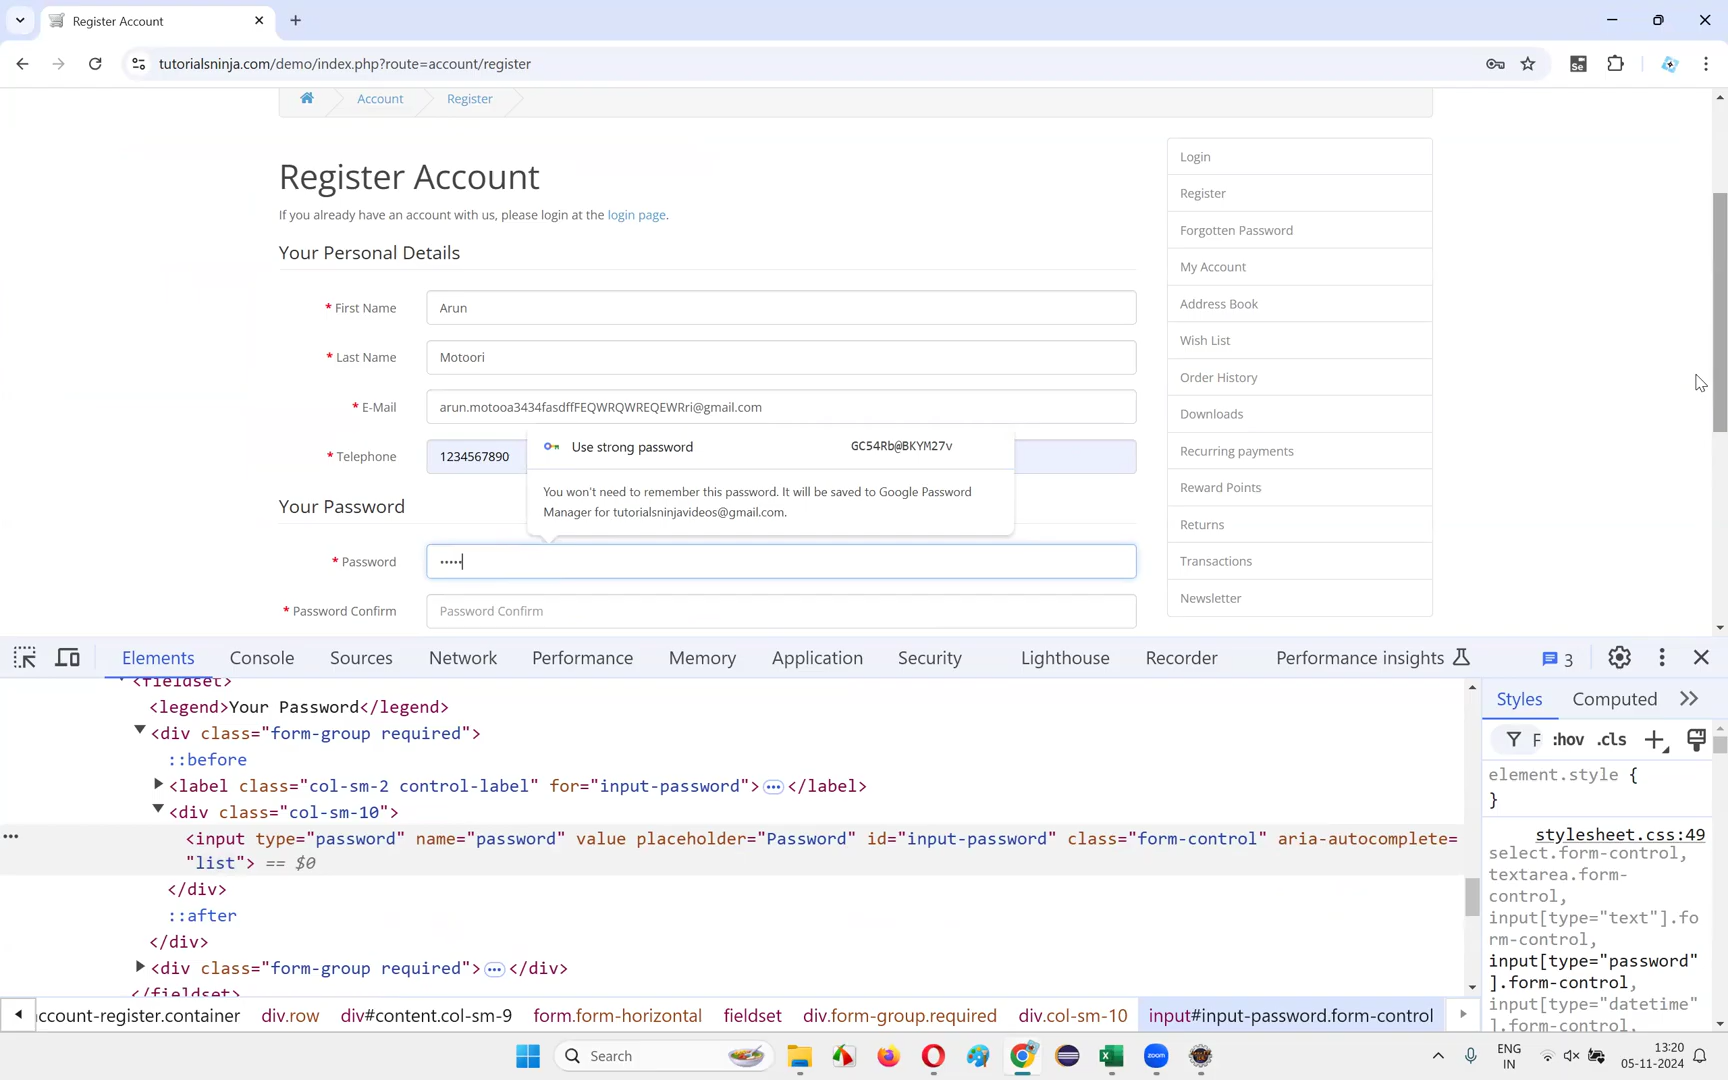 Register Account
tutorialsninja.com/demo/index.php?route=account/register
Account
Register
Register Account
If you already have an account with us, please login at the login page.
Your Personal Details
* First Name
Arun
* Last Name
Motoori
* E-Mail
arun.motooa3434fasdffFEQWRQWREQEWRri@gmail.com
* Telephone
1234567890
Use strong password GC54Rb@BKYM27v
You won't need to remember this password. It will be saved to Google Password
Manager for tutorialsninjavideos@gmail.com.
Your Password
* Password
•••••
* Password Confirm
Password Confirm
Login
Register
Forgotten Password
My Account
Address Book
Wish List
Order History
Downloads
Recurring payments
Reward Points
Returns
Transactions
Newsletter
Elements Console Sources Network Performance Memory Application Security Lighthouse Recorder Performance insights 3
<fieldset>
<legend>Your Password</legend>
<div class="form-group required">
::before
<label class="col-sm-2 control-label" for="input-password">…</label>
<div class="col-sm-10">
<input type="password" name="password" value placeholder="Password" id="input-password" class="form-control" aria-autocomplete=
"list"> == $0
</div>
::after
</div>
<div class="form-group required">…</div>
</fieldset>
Styles Computed
F :hov .cls
element.style {
}
stylesheet.css:49
select.form-control,
textarea.form-
control,
input[type="text"].fo
rm-control,
input[type="password"
].form-control,
input[type="datetime"
].form-control,
ccount-register.container div.row div#content.col-sm-9 form.form-horizontal fieldset div.form-group.required div.col-sm-10 input#input-password.form-control
Search
zoom
ENG
IN
13:20
05-11-2024